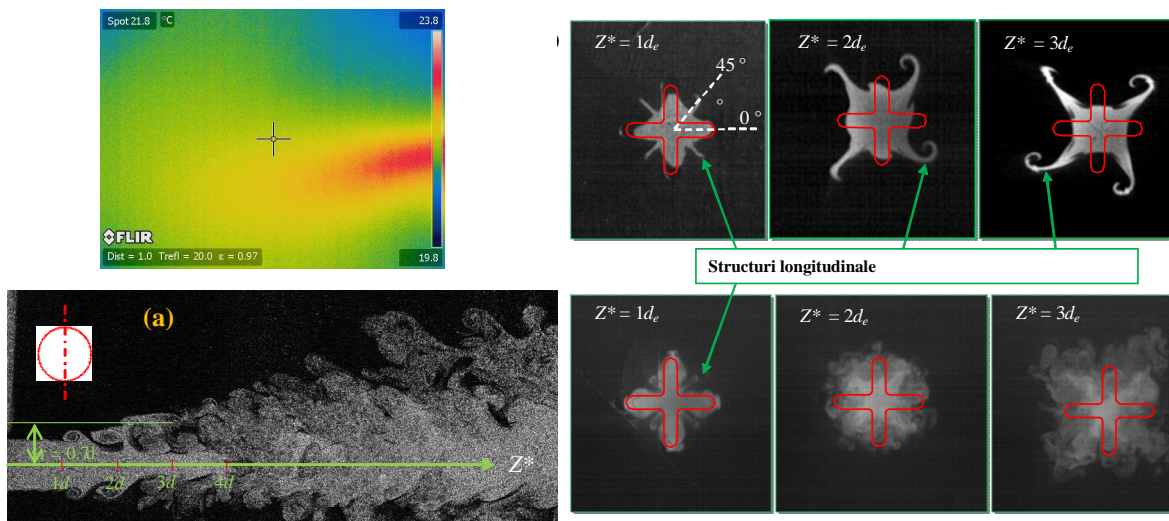 Spot 21.8 °C
23.8
FLIR
Dist = 1.0 Trefl = 20.0 ε = 0.97
19.8
(a)
= 0.7d
1d 2d 3d 4d
Z*
)
Z* = 1dₑ
45 °
°
0 °
Z* = 2dₑ
Z* = 3dₑ
Structuri longitudinale
Z* = 1dₑ
Z* = 2dₑ
Z* = 3dₑ